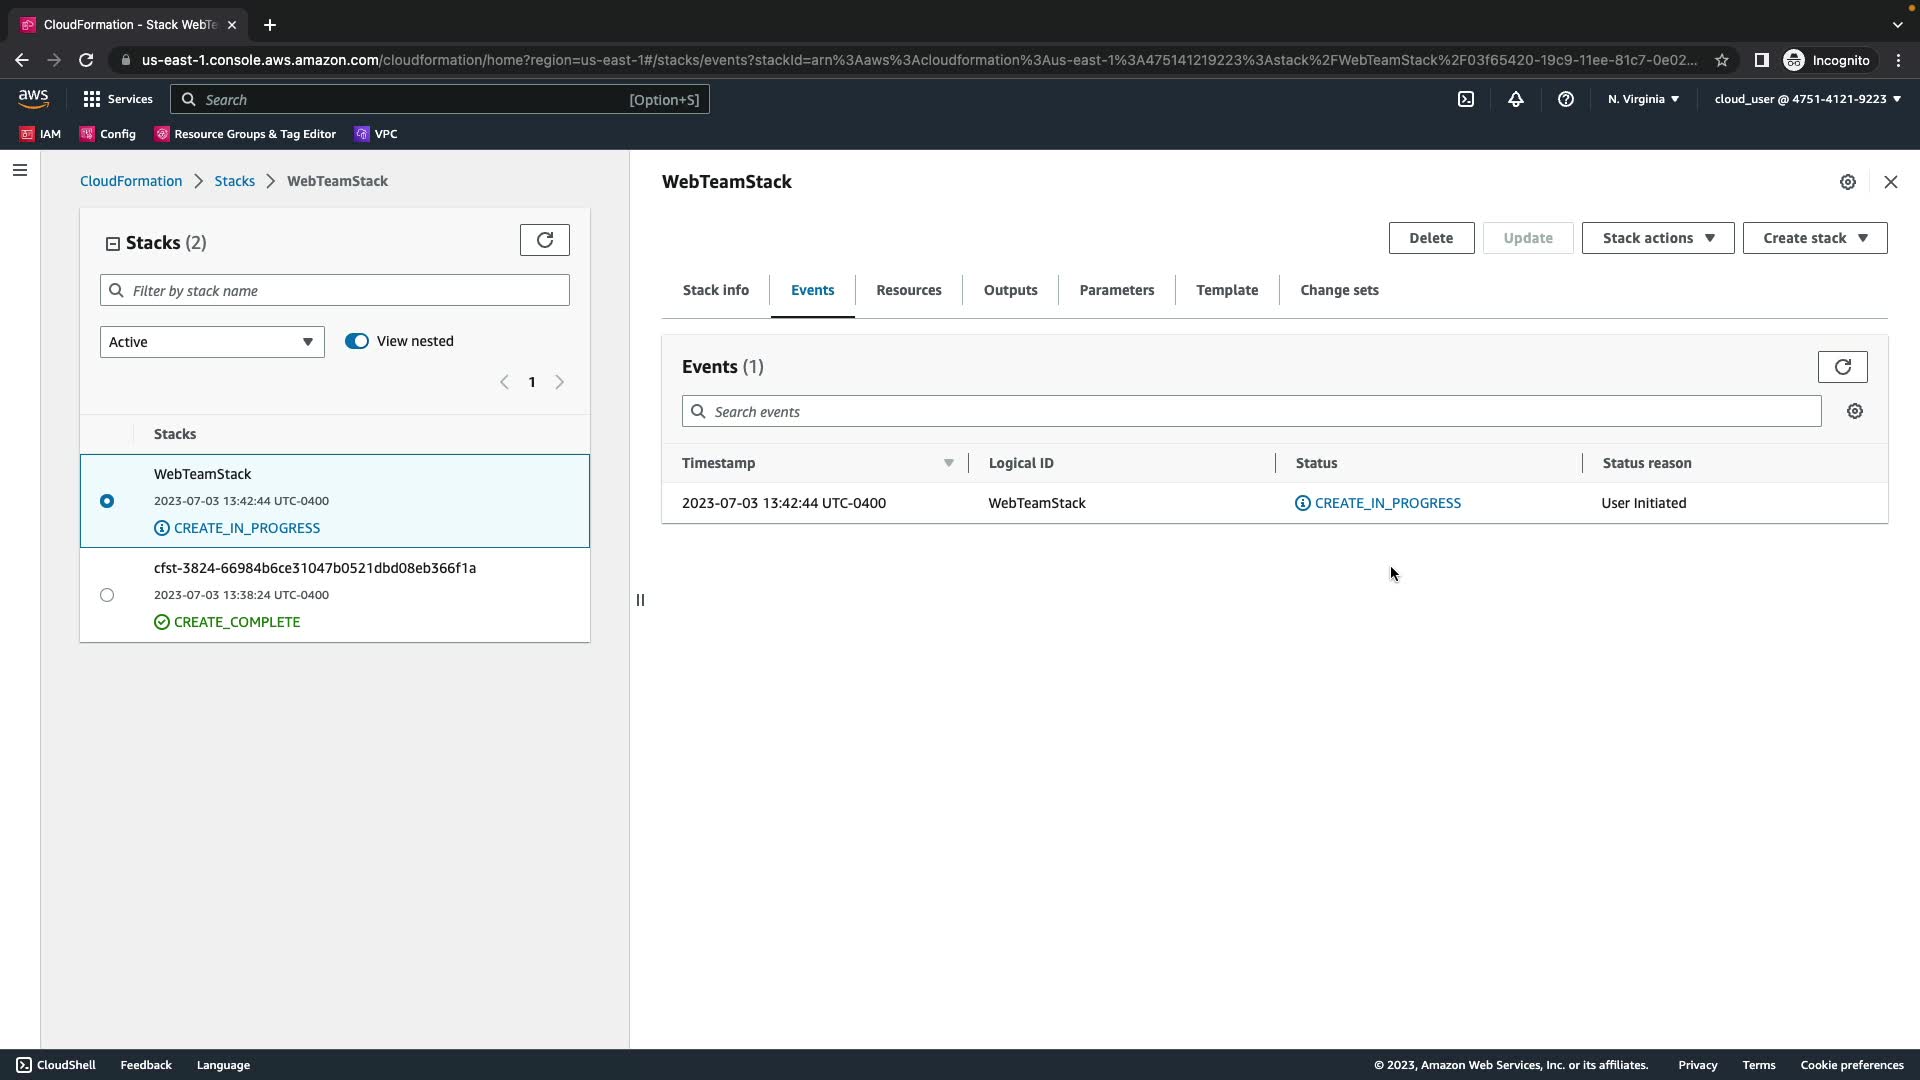 CloudFormation - Stack WebTe
us-east-1.console.aws.amazon.com/cloudformation/home?region=us-east-1#/stacks/events?stackId=arn%3Aaws%3Acloudformation%3Aus-east-1%3A475141219223%3Astack%2FWebTeamStack%2F03f65420-19c9-11ee-81c7-0e02...
Incognito
aws
Services
Search
[Option+S]
N. Virginia
cloud_user @ 4751-4121-9223
IAM
Config
Resource Groups & Tag Editor
VPC
CloudFormation
Stacks
WebTeamStack
Stacks (2)
Filter by stack name
Active
View nested
1
Stacks
WebTeamStack
2023-07-03 13:42:44 UTC-0400
CREATE_IN_PROGRESS
cfst-3824-66984b6ce31047b0521dbd08eb366f1a
2023-07-03 13:38:24 UTC-0400
CREATE_COMPLETE
WebTeamStack
Delete
Update
Stack actions
Create stack
Stack info
Events
Resources
Outputs
Parameters
Template
Change sets
Events (1)
Search events
Timestamp
Logical ID
Status
Status reason
2023-07-03 13:42:44 UTC-0400
WebTeamStack
CREATE_IN_PROGRESS
User Initiated
CloudShell
Feedback
Language
© 2023, Amazon Web Services, Inc. or its affiliates.
Privacy
Terms
Cookie preferences